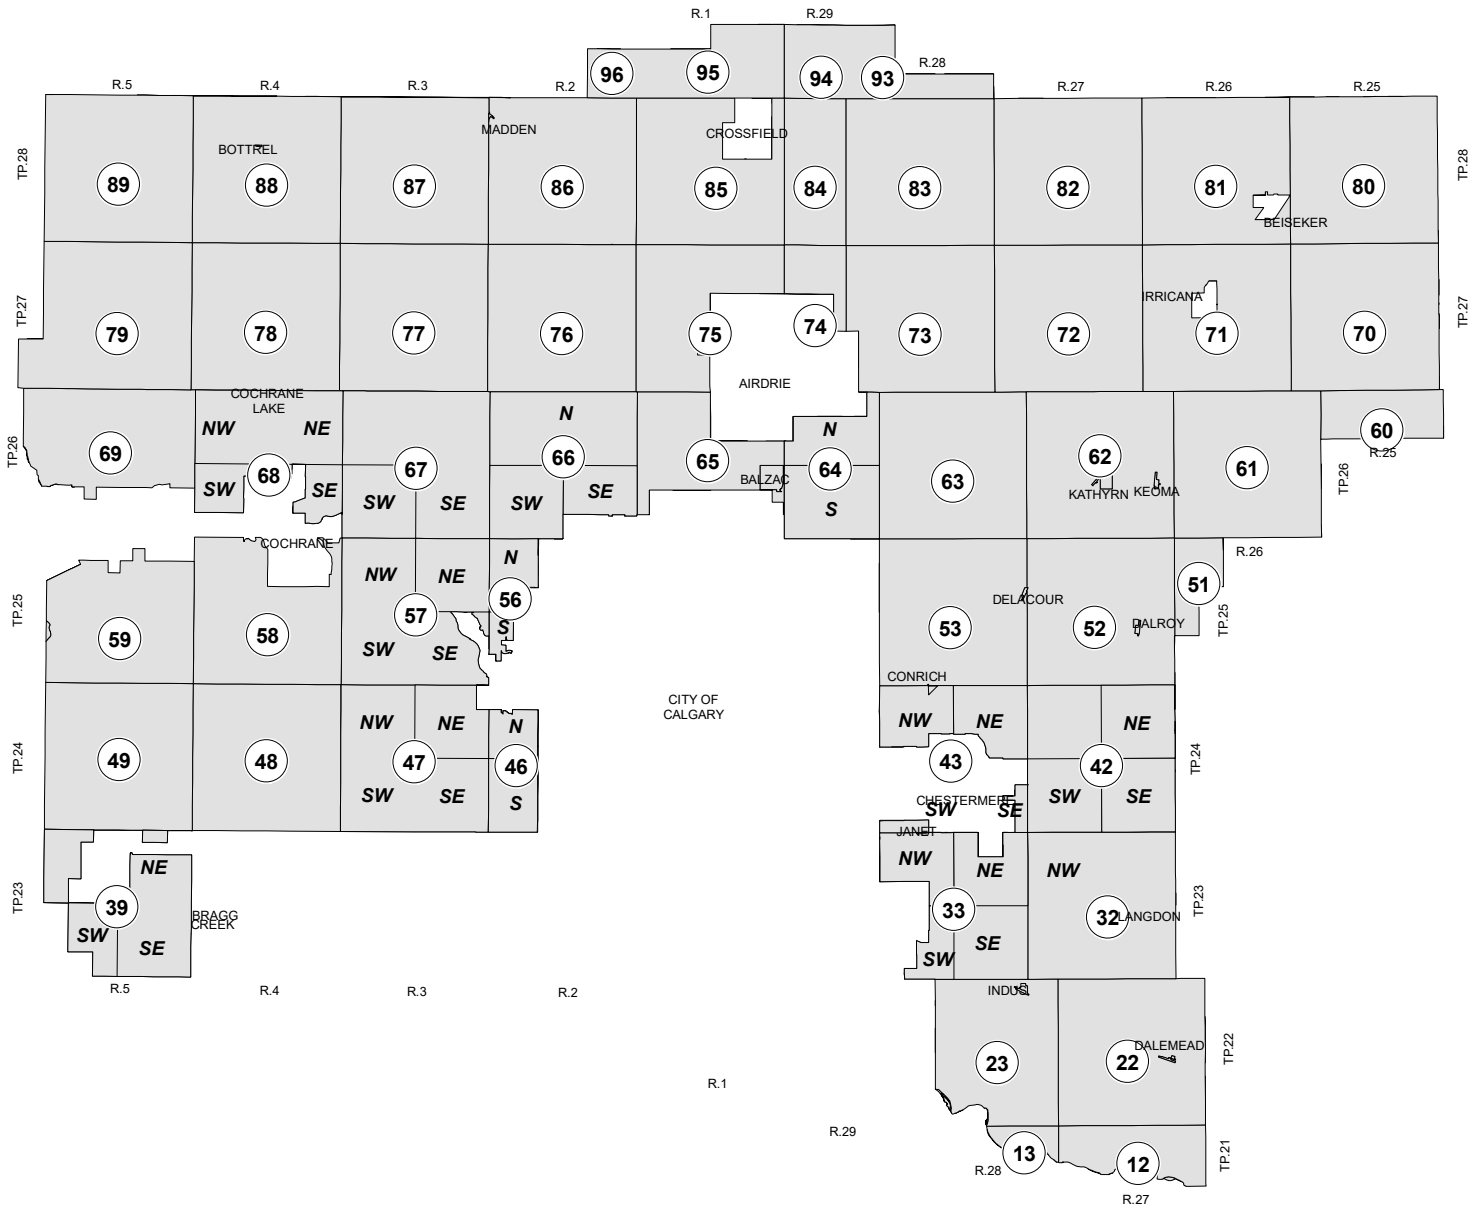 R.1
R.29
96
95
94
93
R.28
R.5
R.4
R.3
R.2
R.27
R.26
R.25
MADDEN
CROSSFIELD
BOTTREL
TP.28
89
88
87
86
85
84
83
82
81
80
TP.28
BEISEKER
IRRICANA
TP.27
79
78
77
76
75
74
73
72
71
70
TP.27
AIRDRIE
COCHRANE
LAKE
NW
NE
N
N
60
R.25
TP.26
69
68
67
66
65
64
63
62
61
TP.26
BALZAC
KATHYRN
KEOMA
SW
SE
SW
SE
SW
SE
S
COCHRANE
R.26
NW
NE
N
51
TP.25
59
58
57
56
S
SW
SE
DELACOUR
53
52
DALROY
TP.25
CONRICH
CITY OF
CALGARY
NW
NE
N
NW
NE
NE
TP.24
49
48
47
46
43
42
TP.24
SW
SE
S
CHESTERMERE
SW
SE
SW
SE
JANET
NW
NE
NW
NE
TP.23
39
BRAGG
CREEK
33
32
LANGDON
TP.23
SW
SE
SW
SE
R.5
R.4
R.3
R.2
INDUS
DALEMEAD
TP.22
23
22
R.1
R.29
13
12
TP.21
R.28
R.27